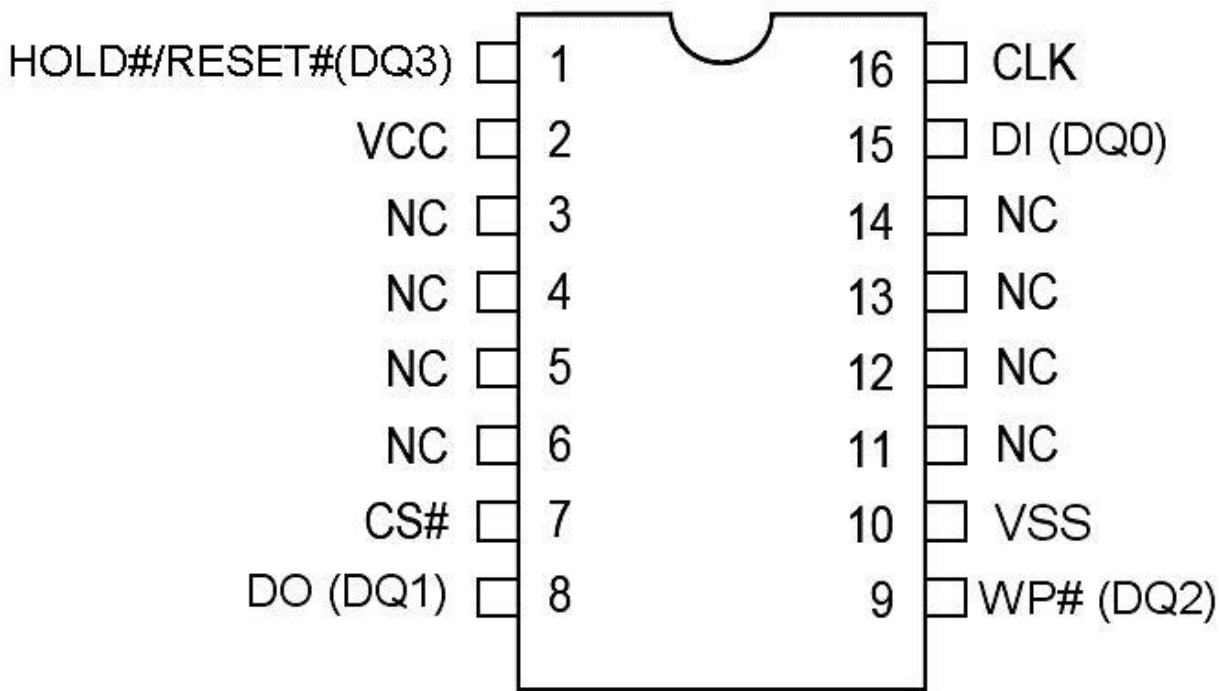 HOLD#/RESET#(DQ3) 1 16 CLK
VCC 2 15 DI (DQ0)
NC 3 14 NC
NC 4 13 NC
NC 5 12 NC
NC 6 11 NC
CS# 7 10 VSS
DO (DQ1) 8 9 WP# (DQ2)